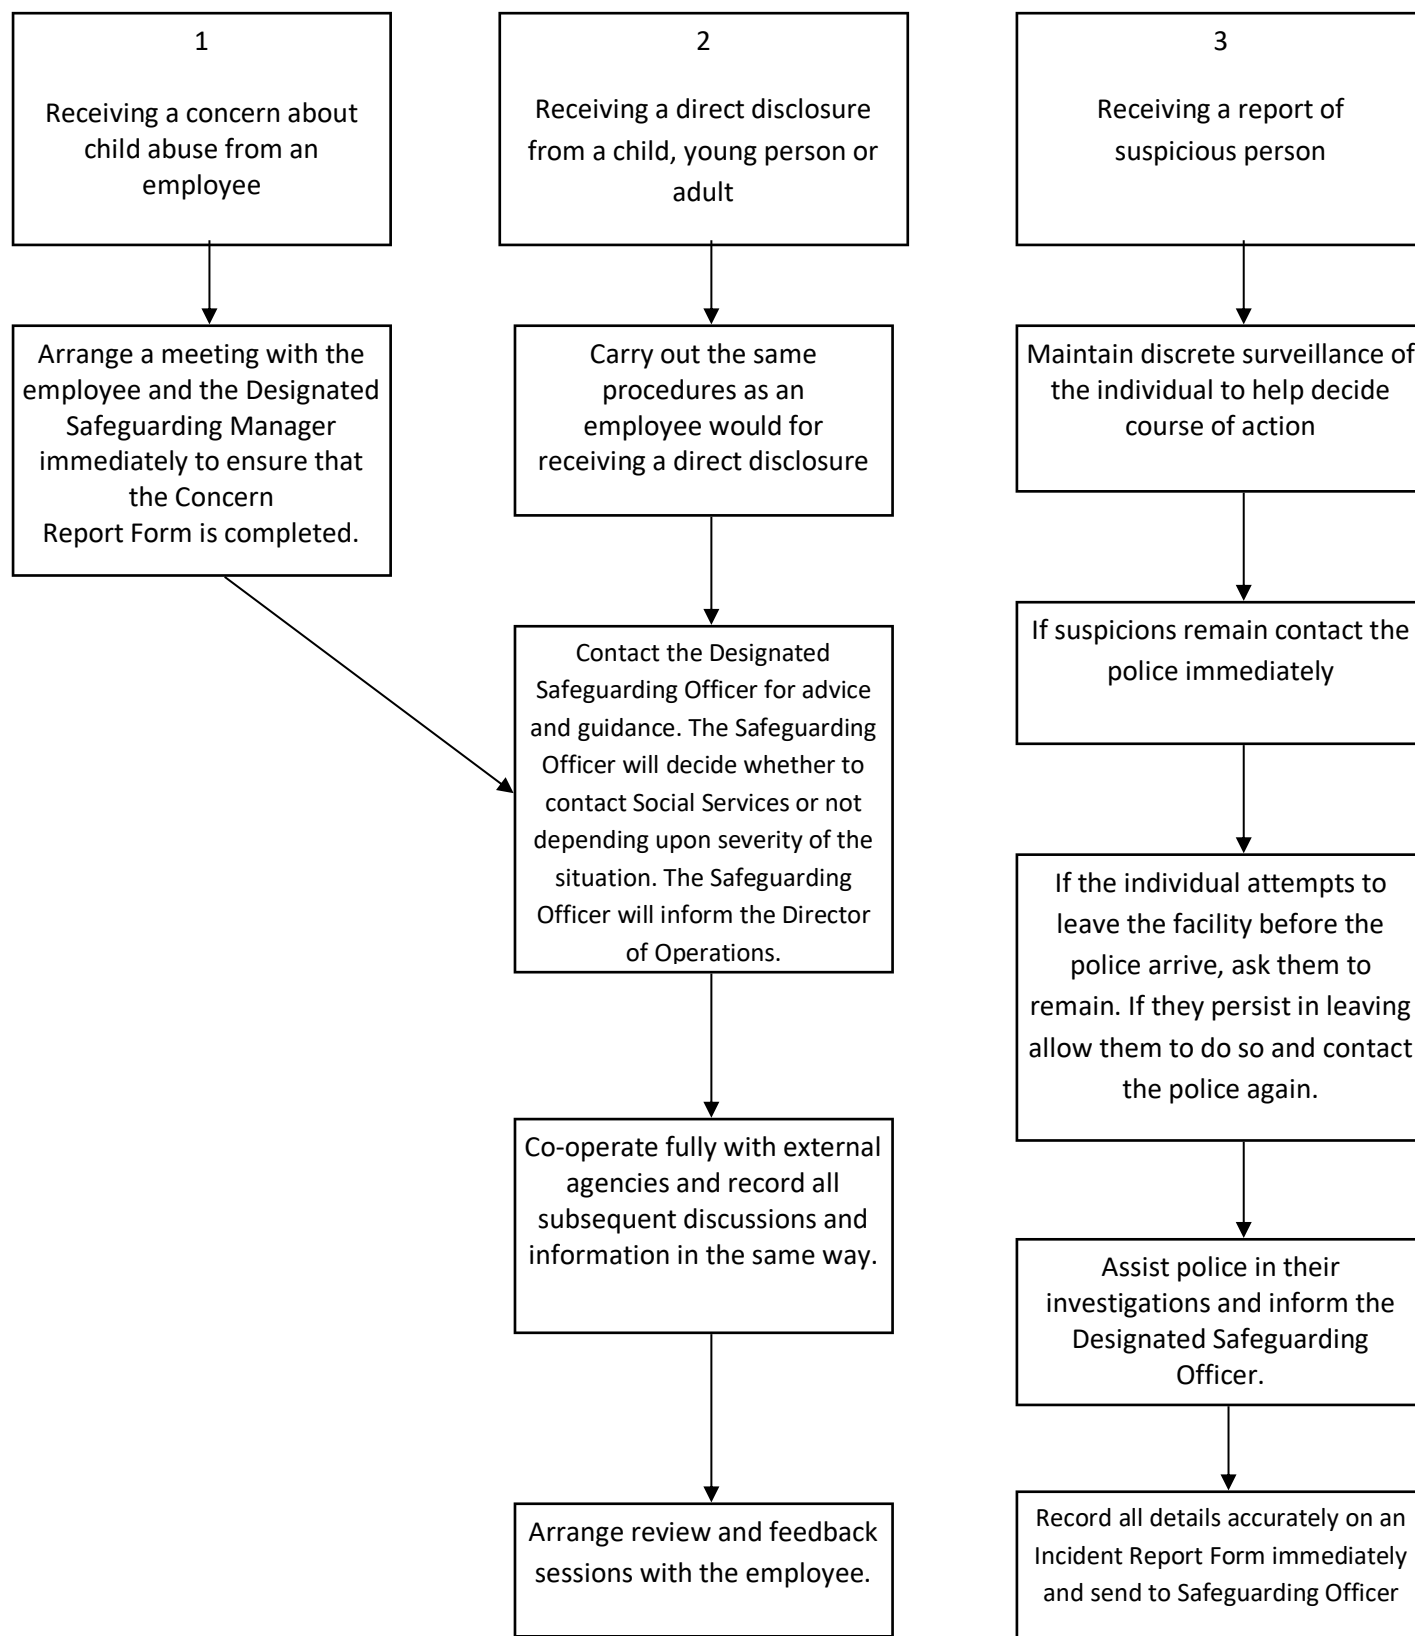 1
Receiving a concern about
child abuse from an
employee
Arrange a meeting with the
employee and the Designated
Safeguarding Manager
immediately to ensure that
the Concern
Report Form is completed.
2
Receiving a direct disclosure
from a child, young person or
adult
Carry out the same
procedures as an
employee would for
receiving a direct disclosure
Contact the Designated
Safeguarding Officer for advice
and guidance. The Safeguarding
Officer will decide whether to
contact Social Services or not
depending upon severity of the
situation. The Safeguarding
Officer will inform the Director
of Operations.
Co-operate fully with external
agencies and record all
subsequent discussions and
information in the same way.
Arrange review and feedback
sessions with the employee.
3
Receiving a report of
suspicious person
Maintain discrete surveillance of
the individual to help decide
course of action
If suspicions remain contact the
police immediately
If the individual attempts to
leave the facility before the
police arrive, ask them to
remain. If they persist in leaving
allow them to do so and contact
the police again.
Assist police in their
investigations and inform the
Designated Safeguarding
Officer.
Record all details accurately on an
Incident Report Form immediately
and send to Safeguarding Officer